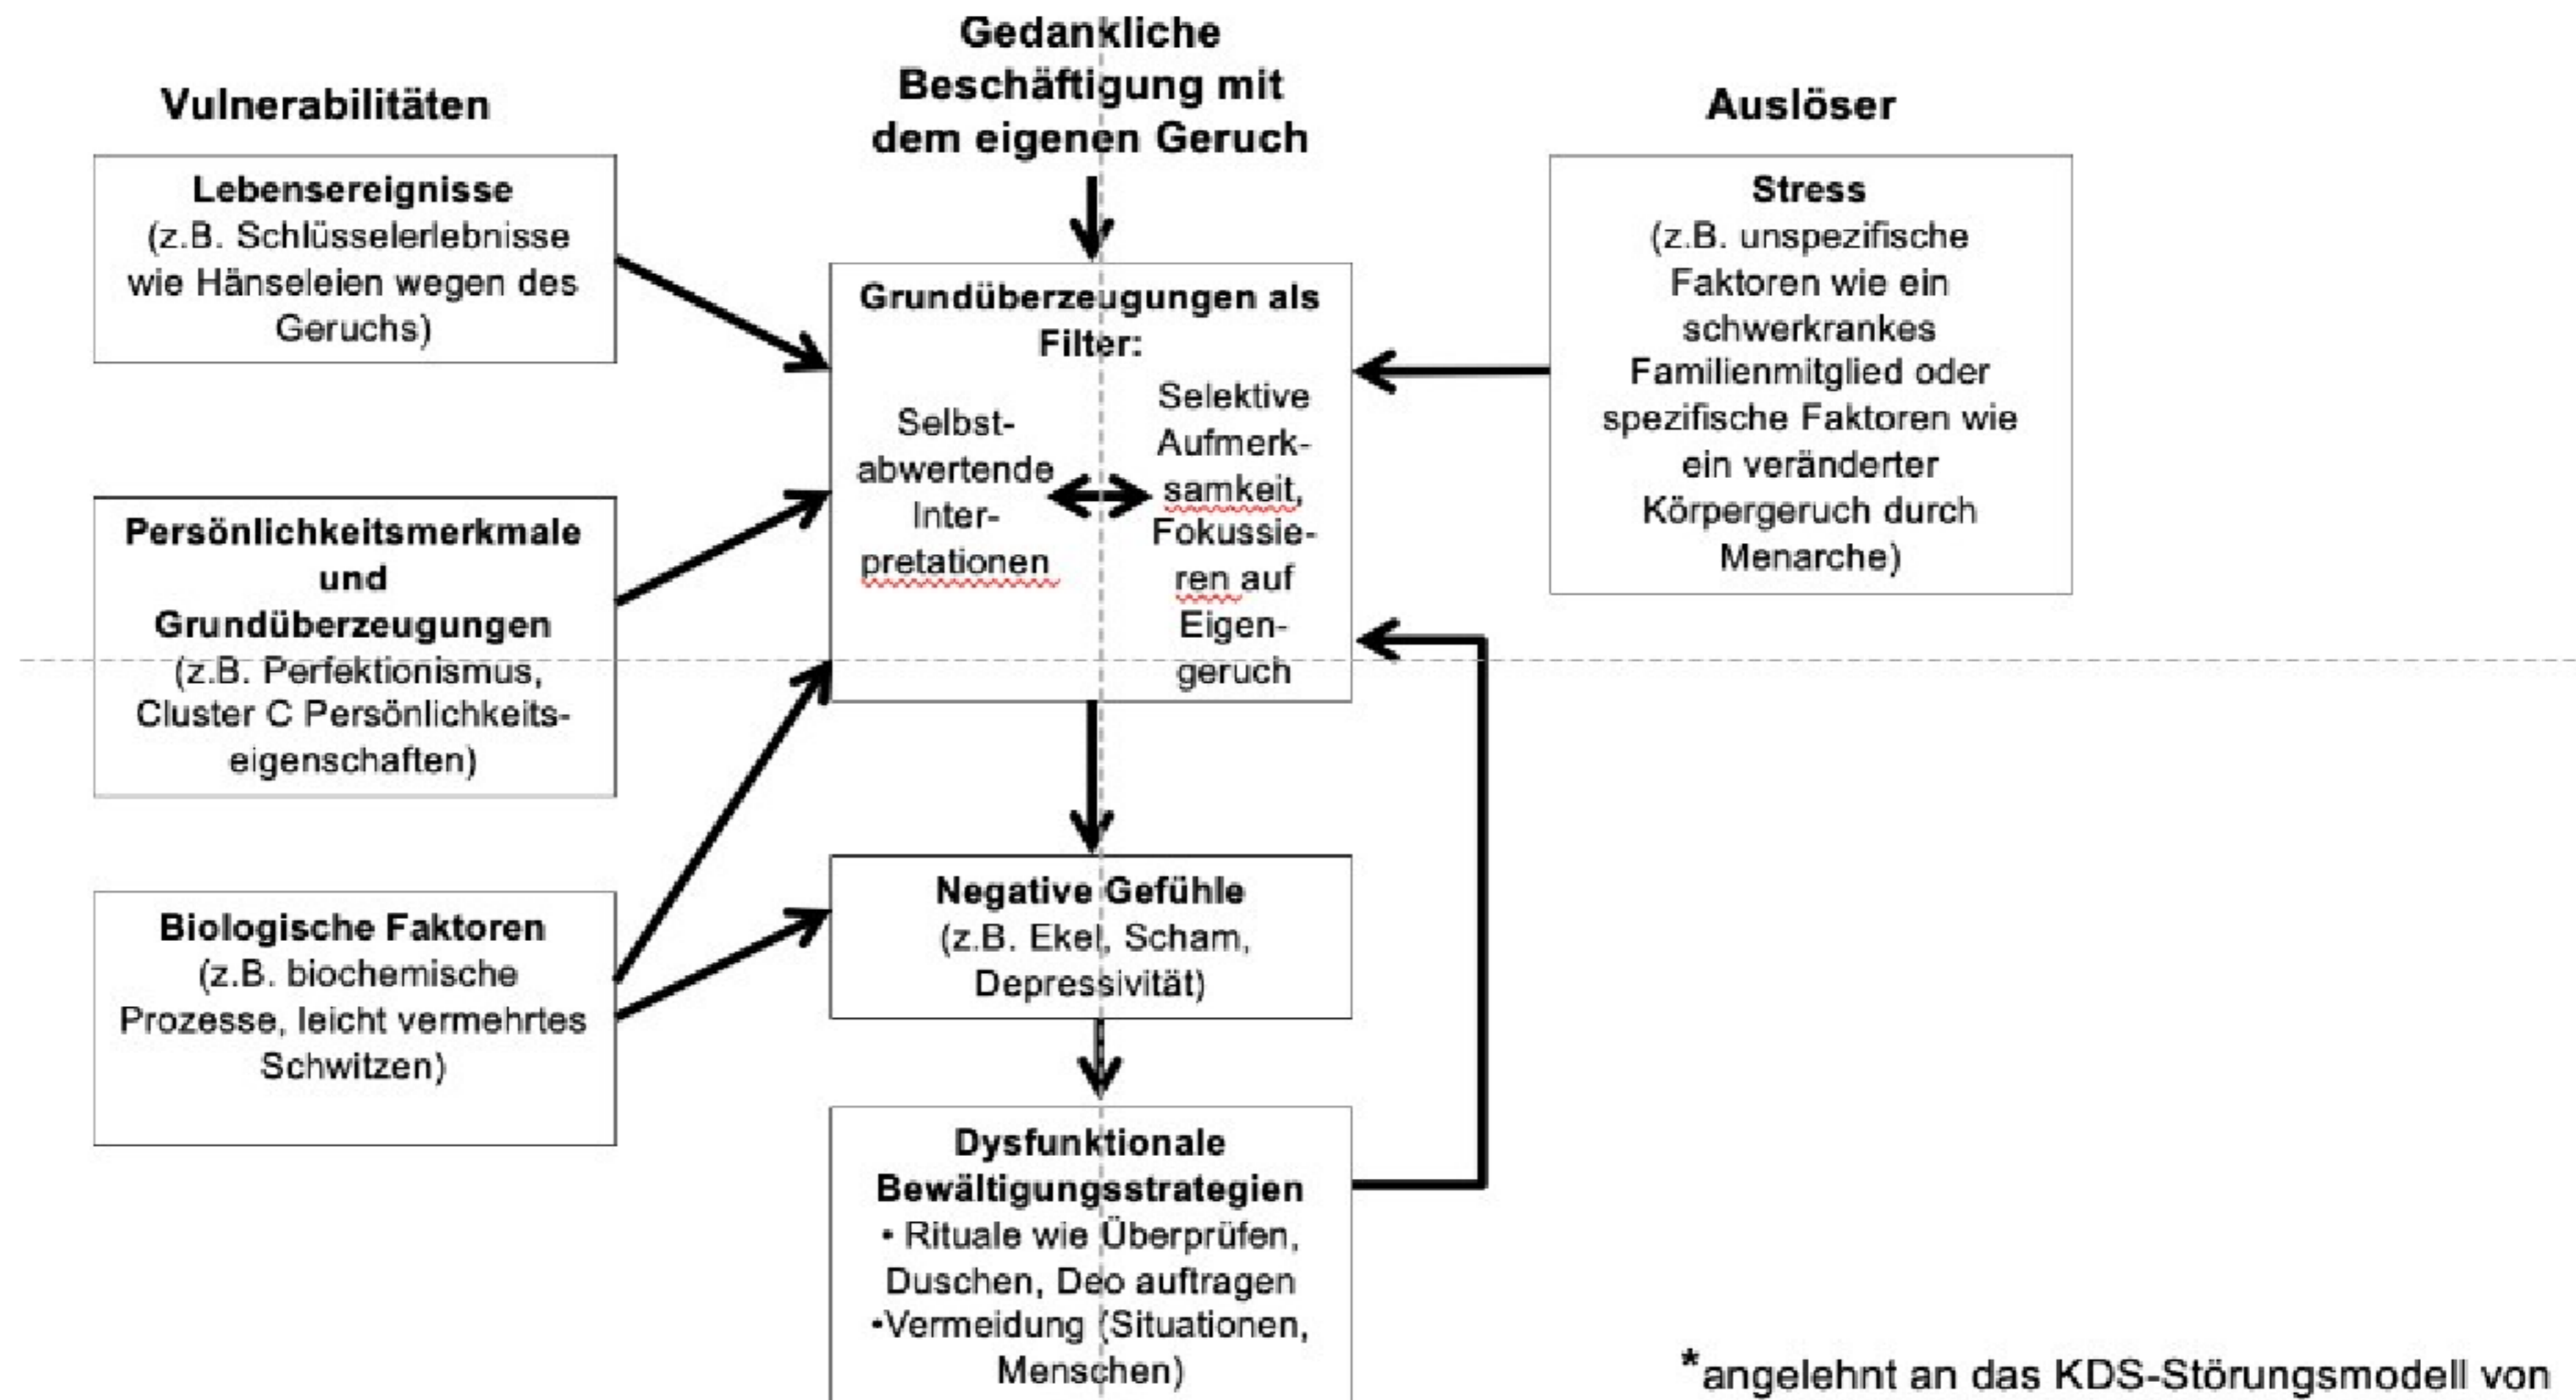 Gedankliche
Beschäftigung mit
dem eigenen Geruch
Vulnerabilitäten
Auslöser
Lebensereignisse
(z.B. Schlüsselerlebnisse
wie Hänseleien wegen des
Geruchs)
Persönlichkeitsmerkmale
und
Grundüberzeugungen
(z.B. Perfektionismus,
Cluster C Persönlichkeits-
eigenschaften)
Biologische Faktoren
(z.B. biochemische
Prozesse, leicht vermehrtes
Schwitzen)
Grundüberzeugungen als
Filter:
Selbst-
abwertende
Inter-
pretationen
Selektive
Aufmerk-
samkeit,
Fokussie-
ren auf
Eigen-
geruch
Negative Gefühle
(z.B. Ekel, Scham,
Depressivität)
Dysfunktionale
Bewältigungsstrategien
• Rituale wie Überprüfen,
Duschen, Deo auftragen
•Vermeidung (Situationen,
Menschen)
Stress
(z.B. unspezifische
Faktoren wie ein
schwerkrankes
Familienmitglied oder
spezifische Faktoren wie
ein veränderter
Körpergeruch durch
Menarche)
*angelehnt an das KDS-Störungsmodell von